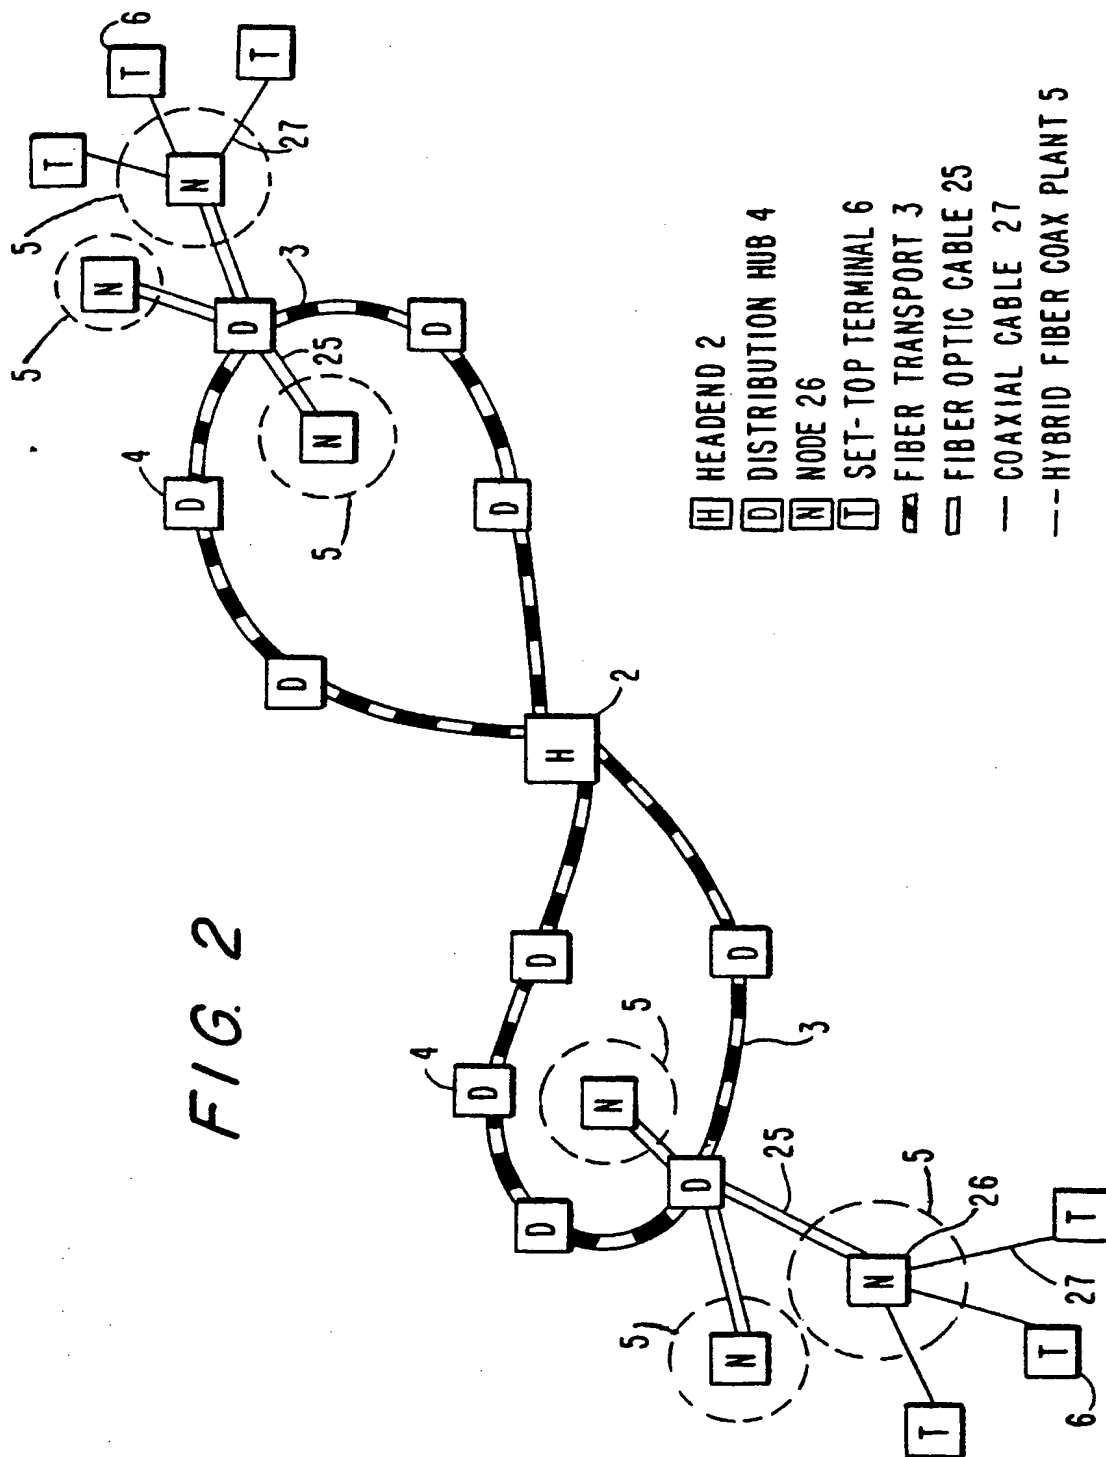 FIG. 2
5
5
6
T
T
T
N
N
27
4
D
D
3
D
5
N
25
D
D
4
D
D
D
H
2
N
5
5
N
D
D
3
25
N
5
26
T
T
T
6
27
H HEADEND 2
D DISTRIBUTION HUB 4
N NODE 26
T SET-TOP TERMINAL 6
FIBER TRANSPORT 3
FIBER OPTIC CABLE 25
COAXIAL CABLE 27
HYBRID FIBER COAX PLANT 5